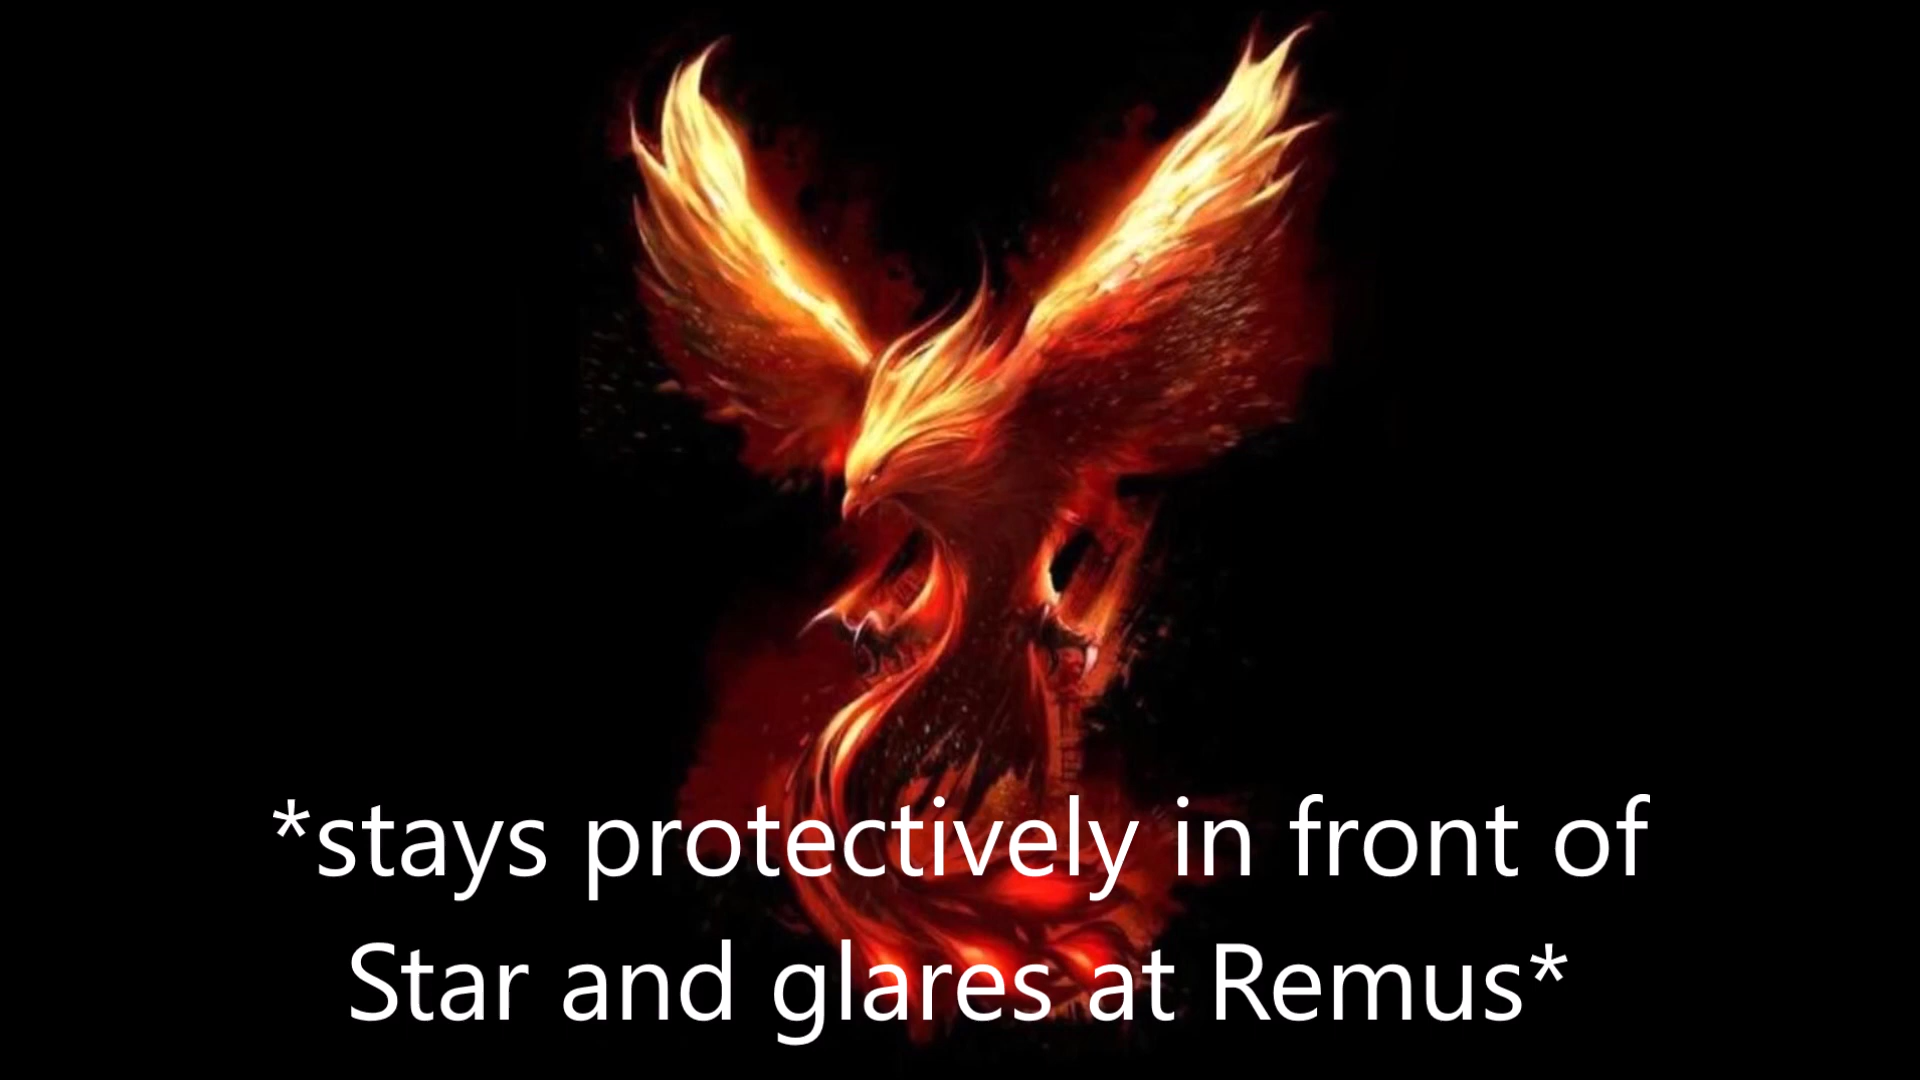 *stays protectively in front of
Star and glares at Remus*